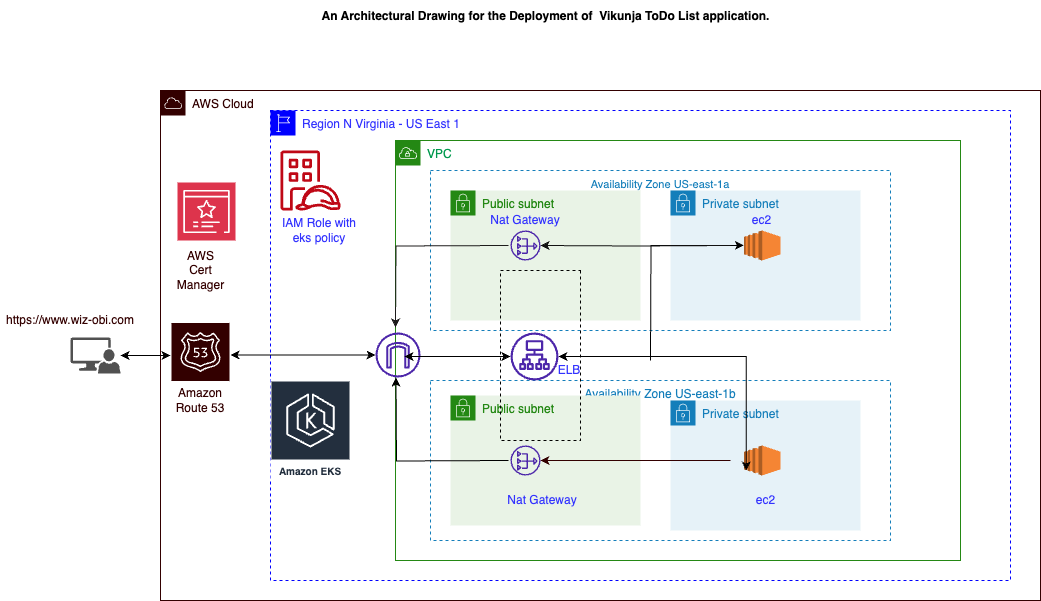 An Architectural Drawing for the Deployment of Vikunja ToDo List application.
AWS Cloud
Region N Virginia - US East 1
VPC
Availability Zone US-east-1a
Public subnet
Nat Gateway
Private subnet
ec2
IAM Role with
eks policy
AWS
Cert
Manager
https://www.wiz-obi.com
53
Amazon
Route 53
ELB
K
Amazon EKS
Availability Zone US-east-1b
Public subnet
Private subnet
Nat Gateway
ec2